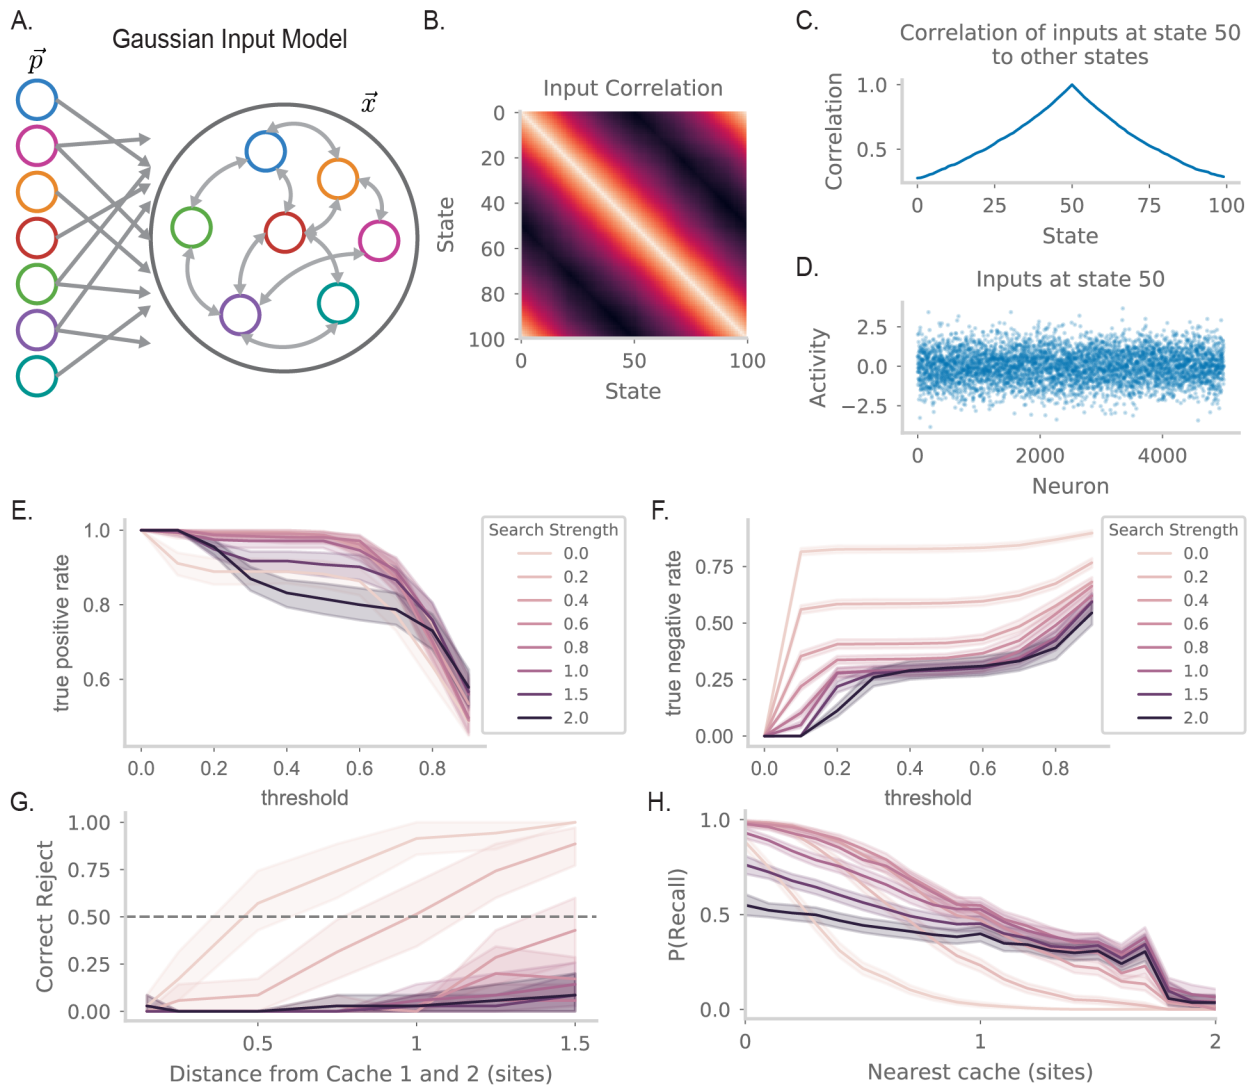 A.
Gaussian Input Model
p⃗
x⃗
B.
Input Correlation
0
20
40
60
80
100
State
0
50
100
State
C.
Correlation of inputs at state 50
to other states
Correlation
1.0
0.5
0
25
50
75
100
State
D.
Inputs at state 50
Activity
2.5
0.0
−2.5
0
2000
4000
Neuron
E.
true positive rate
1.0
0.8
0.6
0.0
0.2
0.4
0.6
0.8
threshold
Search Strength
0.0
0.2
0.4
0.6
0.8
1.0
1.5
2.0
F.
true negative rate
0.75
0.50
0.25
0.00
0.0
0.2
0.4
0.6
0.8
threshold
Search Strength
0.0
0.2
0.4
0.6
0.8
1.0
1.5
2.0
G.
Correct Reject
1.00
0.75
0.50
0.25
0.00
0.5
1
1.5
Distance from Cache 1 and 2 (sites)
H.
P(Recall)
1.0
0.5
0.0
0
1
2
Nearest cache (sites)